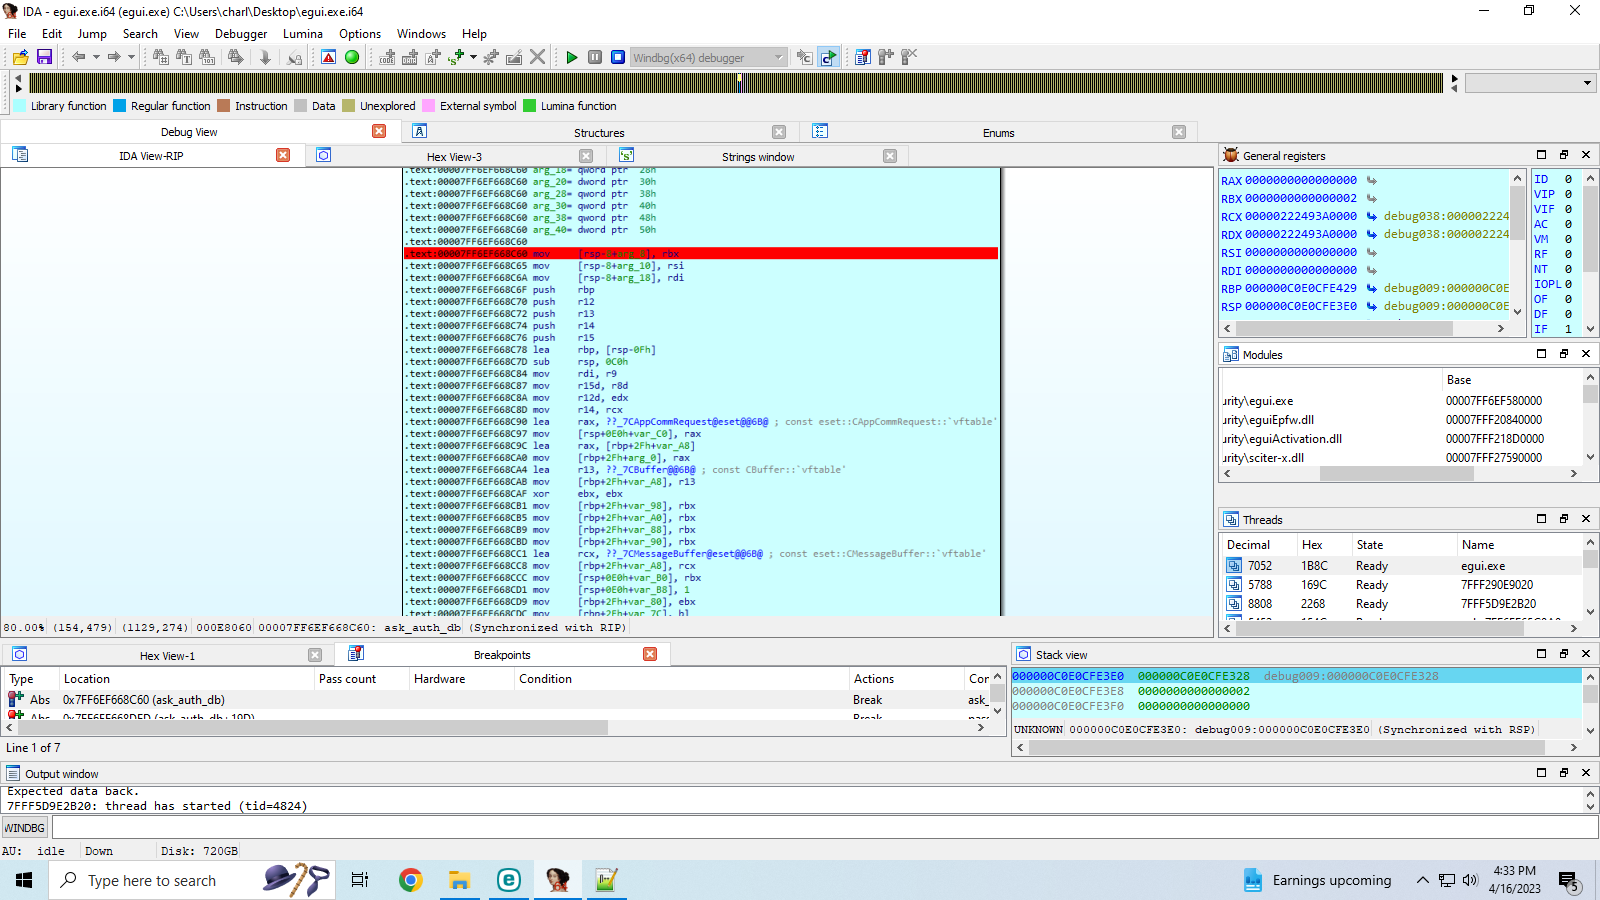 IDA - egui.exe.i64 (egui.exe) C:\Users\charl\Desktop\egui.exe.i64
File Edit Jump Search View Debugger Lumina Options Windows Help
Windbg(x64) debugger
Library function Regular function Instruction Data Unexplored External symbol Lumina function
Debug View Structures Enums
IDA View-RIP Hex View-3 Strings window
.text:00007FF6EF668C60 arg_18= qword ptr 28h
.text:00007FF6EF668C60 arg_20= dword ptr 30h
.text:00007FF6EF668C60 arg_28= qword ptr 38h
.text:00007FF6EF668C60 arg_30= qword ptr 40h
.text:00007FF6EF668C60 arg_38= qword ptr 48h
.text:00007FF6EF668C60 arg_40= dword ptr 50h
.text:00007FF6EF668C60
.text:00007FF6EF668C60 mov [rsp-8+arg_8], rbx
.text:00007FF6EF668C65 mov [rsp-8+arg_10], rsi
.text:00007FF6EF668C6A mov [rsp-8+arg_18], rdi
.text:00007FF6EF668C6F push rbp
.text:00007FF6EF668C70 push r12
.text:00007FF6EF668C72 push r13
.text:00007FF6EF668C74 push r14
.text:00007FF6EF668C76 push r15
.text:00007FF6EF668C78 lea rbp, [rsp-0Fh]
.text:00007FF6EF668C7D sub rsp, 0C0h
.text:00007FF6EF668C84 mov rdi, r9
.text:00007FF6EF668C87 mov r15d, r8d
.text:00007FF6EF668C8A mov r12d, edx
.text:00007FF6EF668C8D mov r14, rcx
.text:00007FF6EF668C90 lea rax, ??_7CAppCommRequest@eset@@6B@ ; const eset::CAppCommRequest::`vftable'
.text:00007FF6EF668C97 mov [rsp+0E0h+var_C0], rax
.text:00007FF6EF668C9C lea rax, [rbp+2Fh+var_A8]
.text:00007FF6EF668CA0 mov [rbp+2Fh+arg_0], rax
.text:00007FF6EF668CA4 lea r13, ??_7CBuffer@@6B@ ; const CBuffer::`vftable'
.text:00007FF6EF668CAB mov [rbp+2Fh+var_A8], r13
.text:00007FF6EF668CAF xor ebx, ebx
.text:00007FF6EF668CB1 mov [rbp+2Fh+var_98], rbx
.text:00007FF6EF668CB5 mov [rbp+2Fh+var_A0], rbx
.text:00007FF6EF668CB9 mov [rbp+2Fh+var_88], rbx
.text:00007FF6EF668CBD mov [rbp+2Fh+var_90], rbx
.text:00007FF6EF668CC1 lea rcx, ??_7CMessageBuffer@eset@@6B@ ; const eset::CMessageBuffer::`vftable'
.text:00007FF6EF668CC8 mov [rbp+2Fh+var_A8], rcx
.text:00007FF6EF668CCC mov [rsp+0E0h+var_B0], rbx
.text:00007FF6EF668CD1 mov [rsp+0E0h+var_B8], 1
.text:00007FF6EF668CD9 mov [rbp+2Fh+var_80], ebx
.text:00007FF6EF668CDC mov [rbp+2Fh+var_7C], bl
80.00% (154,479) (1129,274) 000E8060 00007FF6EF668C60: ask_auth_db (Synchronized with RIP)
General registers
RAX 0000000000000000
RBX 0000000000000002
RCX 00000222493A0000 debug038:000002224
RDX 00000222493A0000 debug038:000002224
RSI 0000000000000000
RDI 0000000000000000
RBP 000000C0E0CFE429 debug009:000000C0E
RSP 000000C0E0CFE3E0 debug009:000000C0E
ID 0
VIP 0
VIF 0
AC 0
VM 0
RF 0
NT 0
IOPL 0
OF 0
DF 0
IF 1
Modules
Base
urity\egui.exe 00007FF6EF580000
urity\eguiEpfw.dll 00007FFF20840000
urity\eguiActivation.dll 00007FFF218D0000
urity\sciter-x.dll 00007FFF27590000
Threads
Decimal Hex State Name
7052 1B8C Ready egui.exe
5788 169C Ready 7FFF290E9020
8808 2268 Ready 7FFF5D9E2B20
Hex View-1 Breakpoints
Type Location Pass count Hardware Condition Actions Cor
Abs 0x7FF6EF668C60 (ask_auth_db) Break ask_
Abs 0x7FF6EF668DFD (ask_auth_db+19D) Break
Line 1 of 7
Stack view
000000C0E0CFE3E0 000000C0E0CFE328 debug009:000000C0E0CFE328
000000C0E0CFE3E8 0000000000000002
000000C0E0CFE3F0 0000000000000000
UNKNOWN 000000C0E0CFE3E0: debug009:000000C0E0CFE3E0 (Synchronized with RSP)
Output window
Expected data back.
7FFF5D9E2B20: thread has started (tid=4824)
WINDBG
AU: idle Down Disk: 720GB
Type here to search
Earnings upcoming
4:33 PM
4/16/2023
5